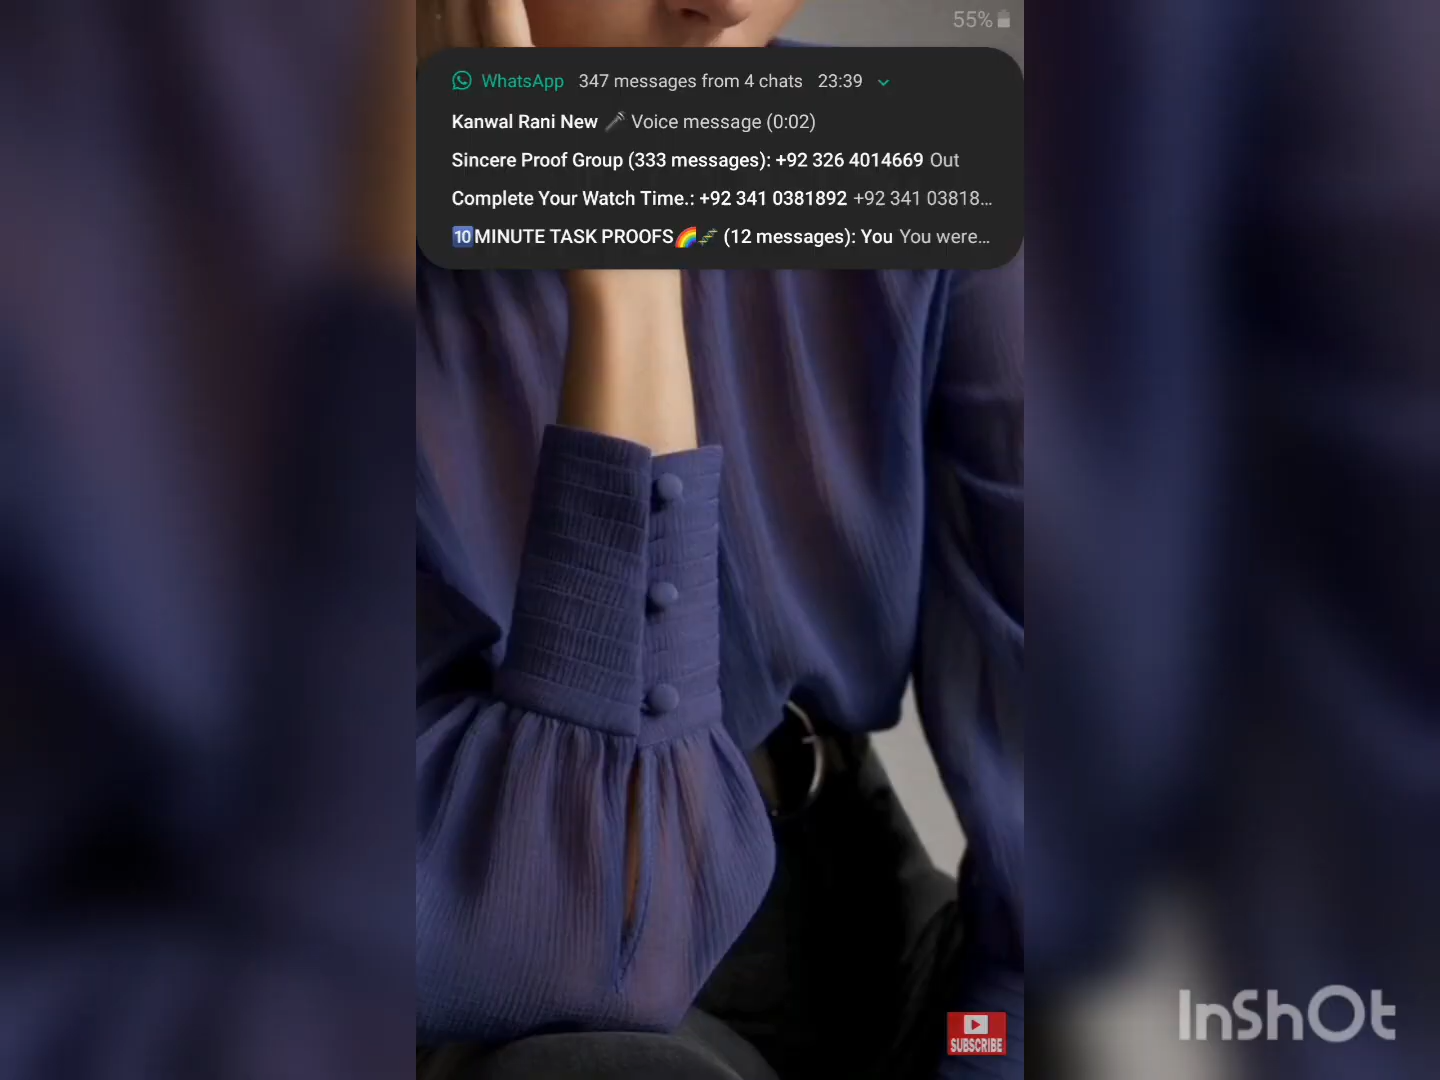 55%
WhatsApp 347 messages from 4 chats 23:39
Kanwal Rani New 🎤 Voice message (0:02)
Sincere Proof Group (333 messages): +92 326 4014669 Out
Complete Your Watch Time.: +92 341 0381892 +92 341 03818...
🔟MINUTE TASK PROOFS🌈 (12 messages): You You were...
SUBSCRIBE
InShOt